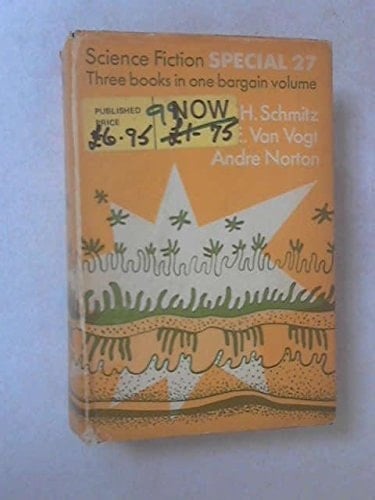 Science Fiction SPECIAL 27
Three books in one bargain volume
PUBLISHED PRICE
£6.95
99
NOW
£1.75
H. Schmitz
E. Van Vogt
Andre Norton